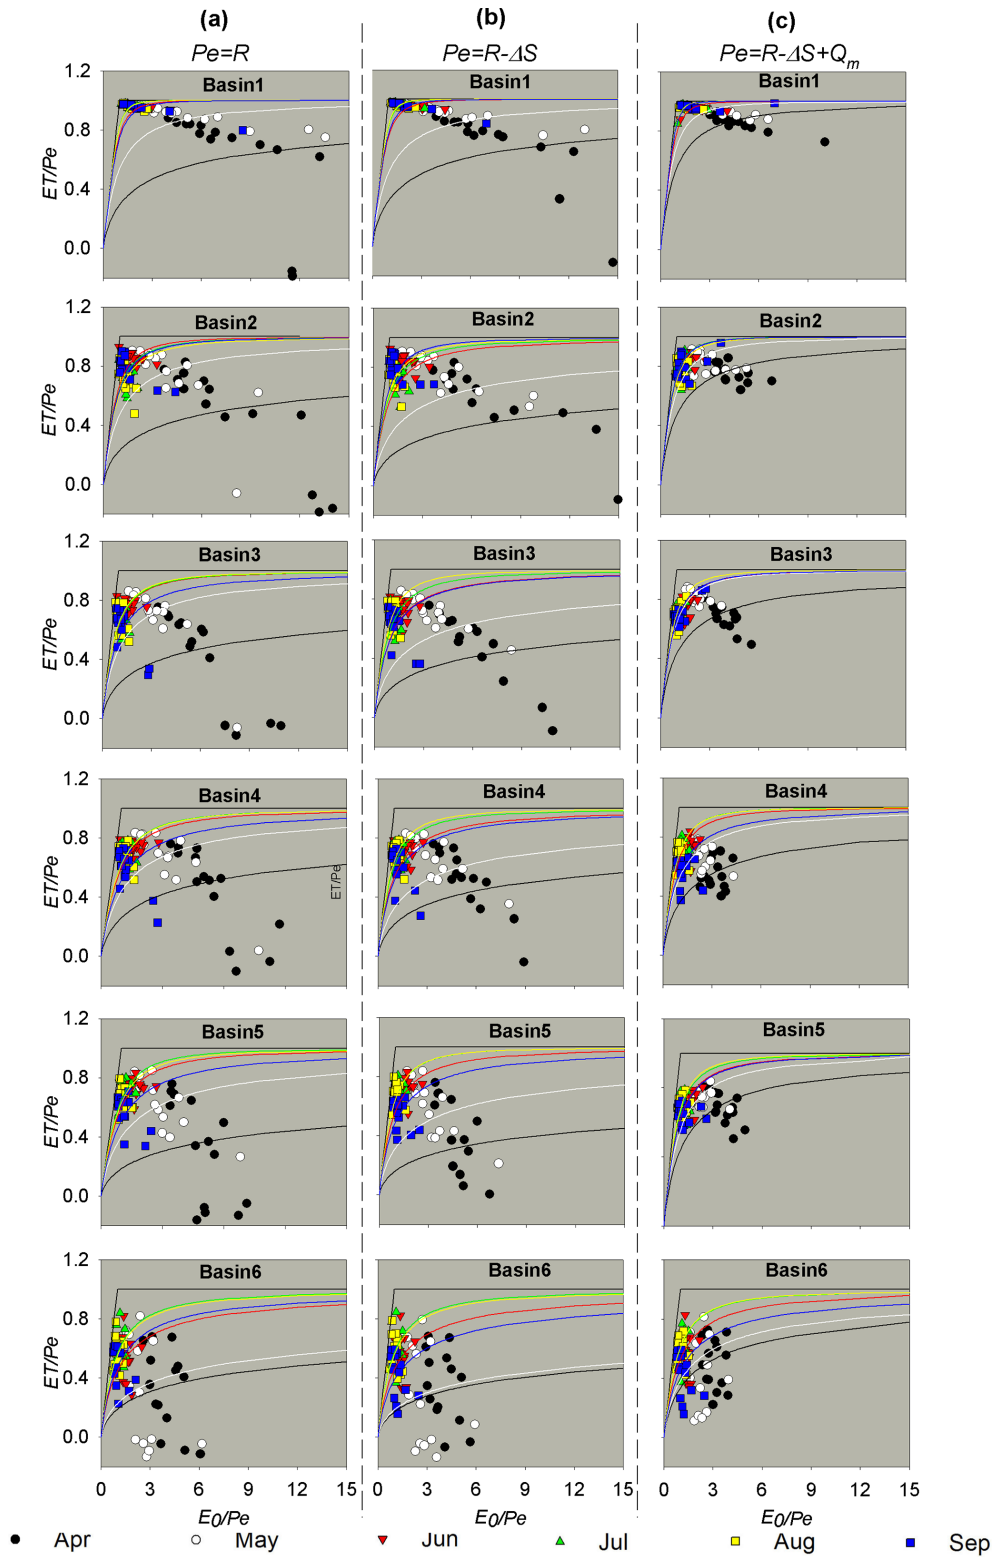 (a) (b) (c)
Pe=R Pe=R-ΔS Pe=R-ΔS+Qm
1.2 Basin1 Basin1 Basin1
0.8
ET/Pe
0.4
0.0
1.2 Basin2 Basin2 Basin2
0.8
ET/Pe
0.4
0.0
1.2 Basin3 Basin3 Basin3
0.8
ET/Pe
0.4
0.0
1.2 Basin4 Basin4 Basin4
0.8
ET/Pe ET/Pe
0.4
0.0
1.2 Basin5 Basin5 Basin5
0.8
ET/Pe
0.4
0.0
1.2 Basin6 Basin6 Basin6
0.8
ET/Pe
0.4
0.0
0 3 6 9 12 15 0 3 6 9 12 15 0 3 6 9 12 15
E0/Pe E0/Pe E0/Pe
Apr May Jun Jul Aug Sep